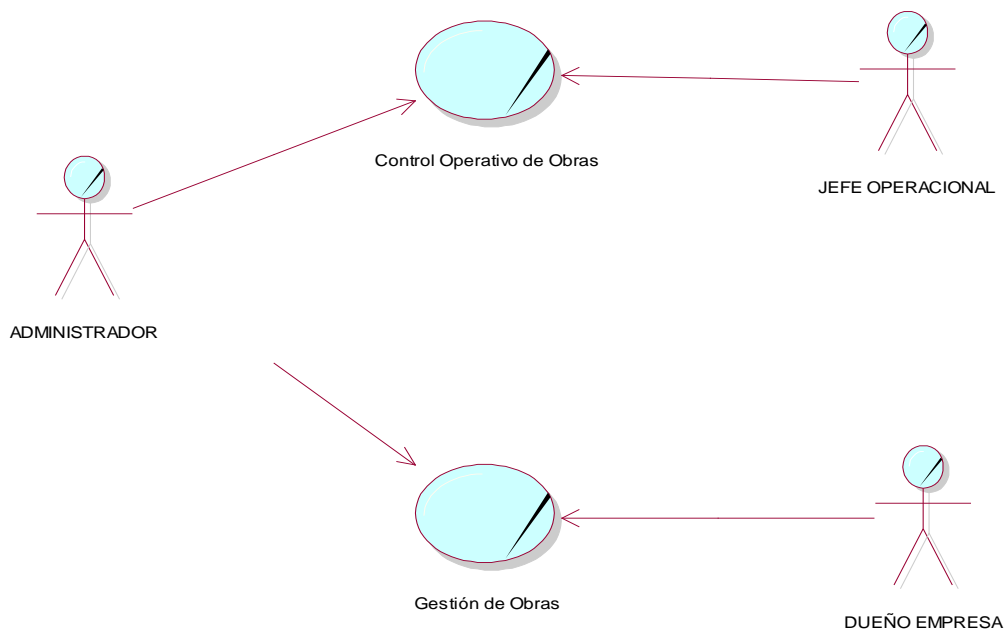 Control Operativo de Obras
JEFE OPERACIONAL
ADMINISTRADOR
Gestión de Obras
DUEÑO EMPRESA